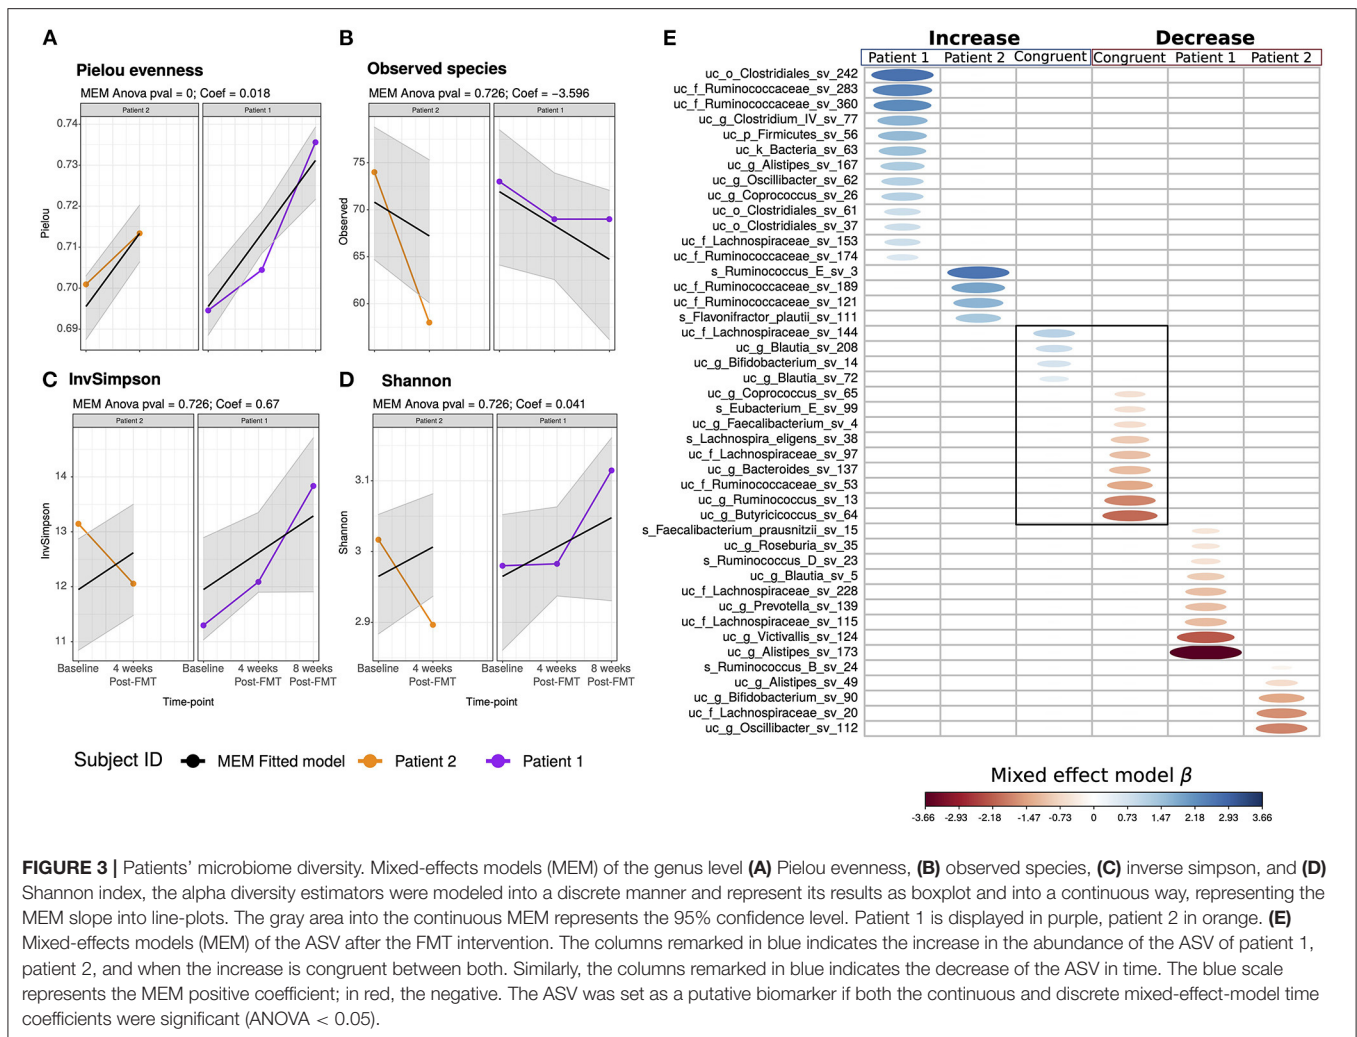 A
Pielou evenness
MEM Anova pval = 0; Coef = 0.018
Patient 2
Patient 1
0.74
0.73
0.72
0.71
0.70
0.69
Pielou
B
Observed species
MEM Anova pval = 0.726; Coef = −3.596
Patient 2
Patient 1
75
70
65
60
Observed
C InvSimpson
MEM Anova pval = 0.726; Coef = 0.67
Patient 2
Patient 1
14
13
12
11
InvSimpson
Baseline
4 weeks
Post-FMT
Baseline
4 weeks
Post-FMT
8 weeks
Post-FMT
Time-point
D Shannon
MEM Anova pval = 0.726; Coef = 0.041
Patient 2
Patient 1
3.1
3
2.9
Shannon
Baseline
4 weeks
Post-FMT
Baseline
4 weeks
Post-FMT
8 weeks
Post-FMT
Time-point
Subject ID MEM Fitted model Patient 2 Patient 1
E
Increase Decrease
Patient 1 Patient 2 Congruent Congruent Patient 1 Patient 2
uc_o_Clostridiales_sv_242
uc_f_Ruminococcaceae_sv_283
uc_f_Ruminococcaceae_sv_360
uc_g_Clostridium_IV_sv_77
uc_p_Firmicutes_sv_56
uc_k_Bacteria_sv_63
uc_g_Alistipes_sv_167
uc_g_Oscillibacter_sv_62
uc_g_Coprococcus_sv_26
uc_o_Clostridiales_sv_61
uc_o_Clostridiales_sv_37
uc_f_Lachnospiraceae_sv_153
uc_f_Ruminococcaceae_sv_174
s_Ruminococcus_E_sv_3
uc_f_Ruminococcaceae_sv_189
uc_f_Ruminococcaceae_sv_121
s_Flavonifractor_plautii_sv_111
uc_f_Lachnospiraceae_sv_144
uc_g_Blautia_sv_208
uc_g_Bifidobacterium_sv_14
uc_g_Blautia_sv_72
uc_g_Coprococcus_sv_65
s_Eubacterium_E_sv_99
uc_g_Faecalibacterium_sv_4
s_Lachnospira_eligens_sv_38
uc_f_Lachnospiraceae_sv_97
uc_g_Bacteroides_sv_137
uc_f_Ruminococcaceae_sv_53
uc_g_Ruminococcus_sv_13
uc_g_Butyricicoccus_sv_64
s_Faecalibacterium_prausnitzii_sv_15
uc_g_Roseburia_sv_35
s_Ruminococcus_D_sv_23
uc_g_Blautia_sv_5
uc_f_Lachnospiraceae_sv_228
uc_g_Prevotella_sv_139
uc_f_Lachnospiraceae_sv_115
uc_g_Victivallis_sv_124
uc_g_Alistipes_sv_173
s_Ruminococcus_B_sv_24
uc_g_Alistipes_sv_49
uc_g_Bifidobacterium_sv_90
uc_f_Lachnospiraceae_sv_20
uc_g_Oscillibacter_sv_112
Mixed effect model β
-3.66 -2.93 -2.18 -1.47 -0.73 0 0.73 1.47 2.18 2.93 3.66
FIGURE 3 | Patients’ microbiome diversity. Mixed-effects models (MEM) of the genus level (A) Pielou evenness, (B) observed species, (C) inverse simpson, and (D)
Shannon index, the alpha diversity estimators were modeled into a discrete manner and represent its results as boxplot and into a continuous way, representing the
MEM slope into line-plots. The gray area into the continuous MEM represents the 95% confidence level. Patient 1 is displayed in purple, patient 2 in orange. (E)
Mixed-effects models (MEM) of the ASV after the FMT intervention. The columns remarked in blue indicates the increase in the abundance of the ASV of patient 1,
patient 2, and when the increase is congruent between both. Similarly, the columns remarked in blue indicates the decrease of the ASV in time. The blue scale
represents the MEM positive coefficient; in red, the negative. The ASV was set as a putative biomarker if both the continuous and discrete mixed-effect-model time
coefficients were significant (ANOVA < 0.05).